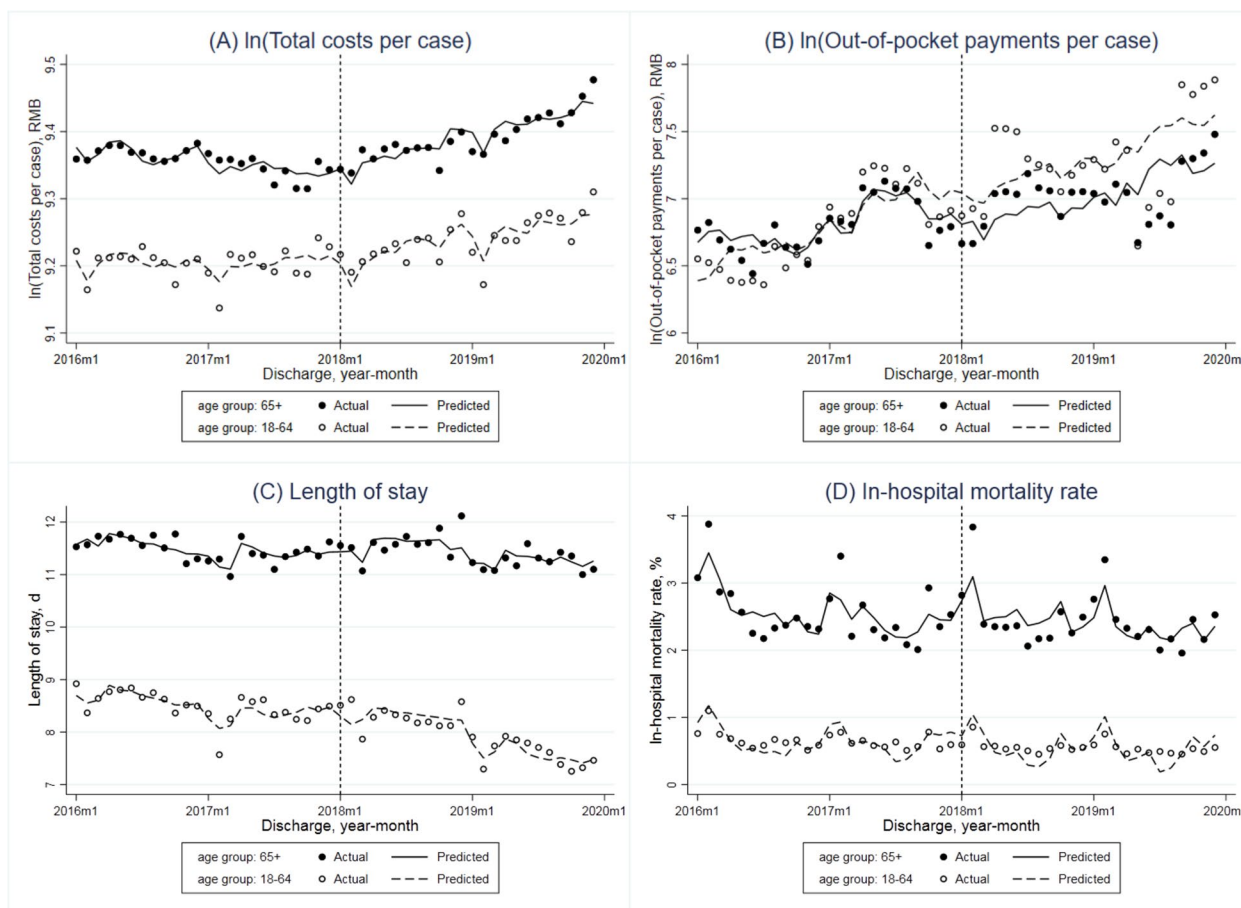 (A) ln(Total costs per case)
ln(Total costs per case), RMB
9.5
9.4
9.3
9.2
9.1
2016m1 2017m1 2018m1 2019m1 2020m1
Discharge, year-month
age group: 65+ Actual Predicted
age group: 18-64 Actual Predicted
(B) ln(Out-of-pocket payments per case)
ln(Out-of-pocket payments per case), RMB
8
7.5
7
6.5
6
2016m1 2017m1 2018m1 2019m1 2020m
Discharge, year-month
age group: 65+ Actual Predicted
age group: 18-64 Actual Predicted
(C) Length of stay
Length of stay, d
12
11
10
9
8
7
2016m1 2017m1 2018m1 2019m1 2020m1
Discharge, year-month
age group: 65+ Actual Predicted
age group: 18-64 Actual Predicted
(D) In-hospital mortality rate
In-hospital mortality rate, %
4
3
2
1
0
2016m1 2017m1 2018m1 2019m1 2020m
Discharge, year-month
age group: 65+ Actual Predicted
age group: 18-64 Actual Predicted